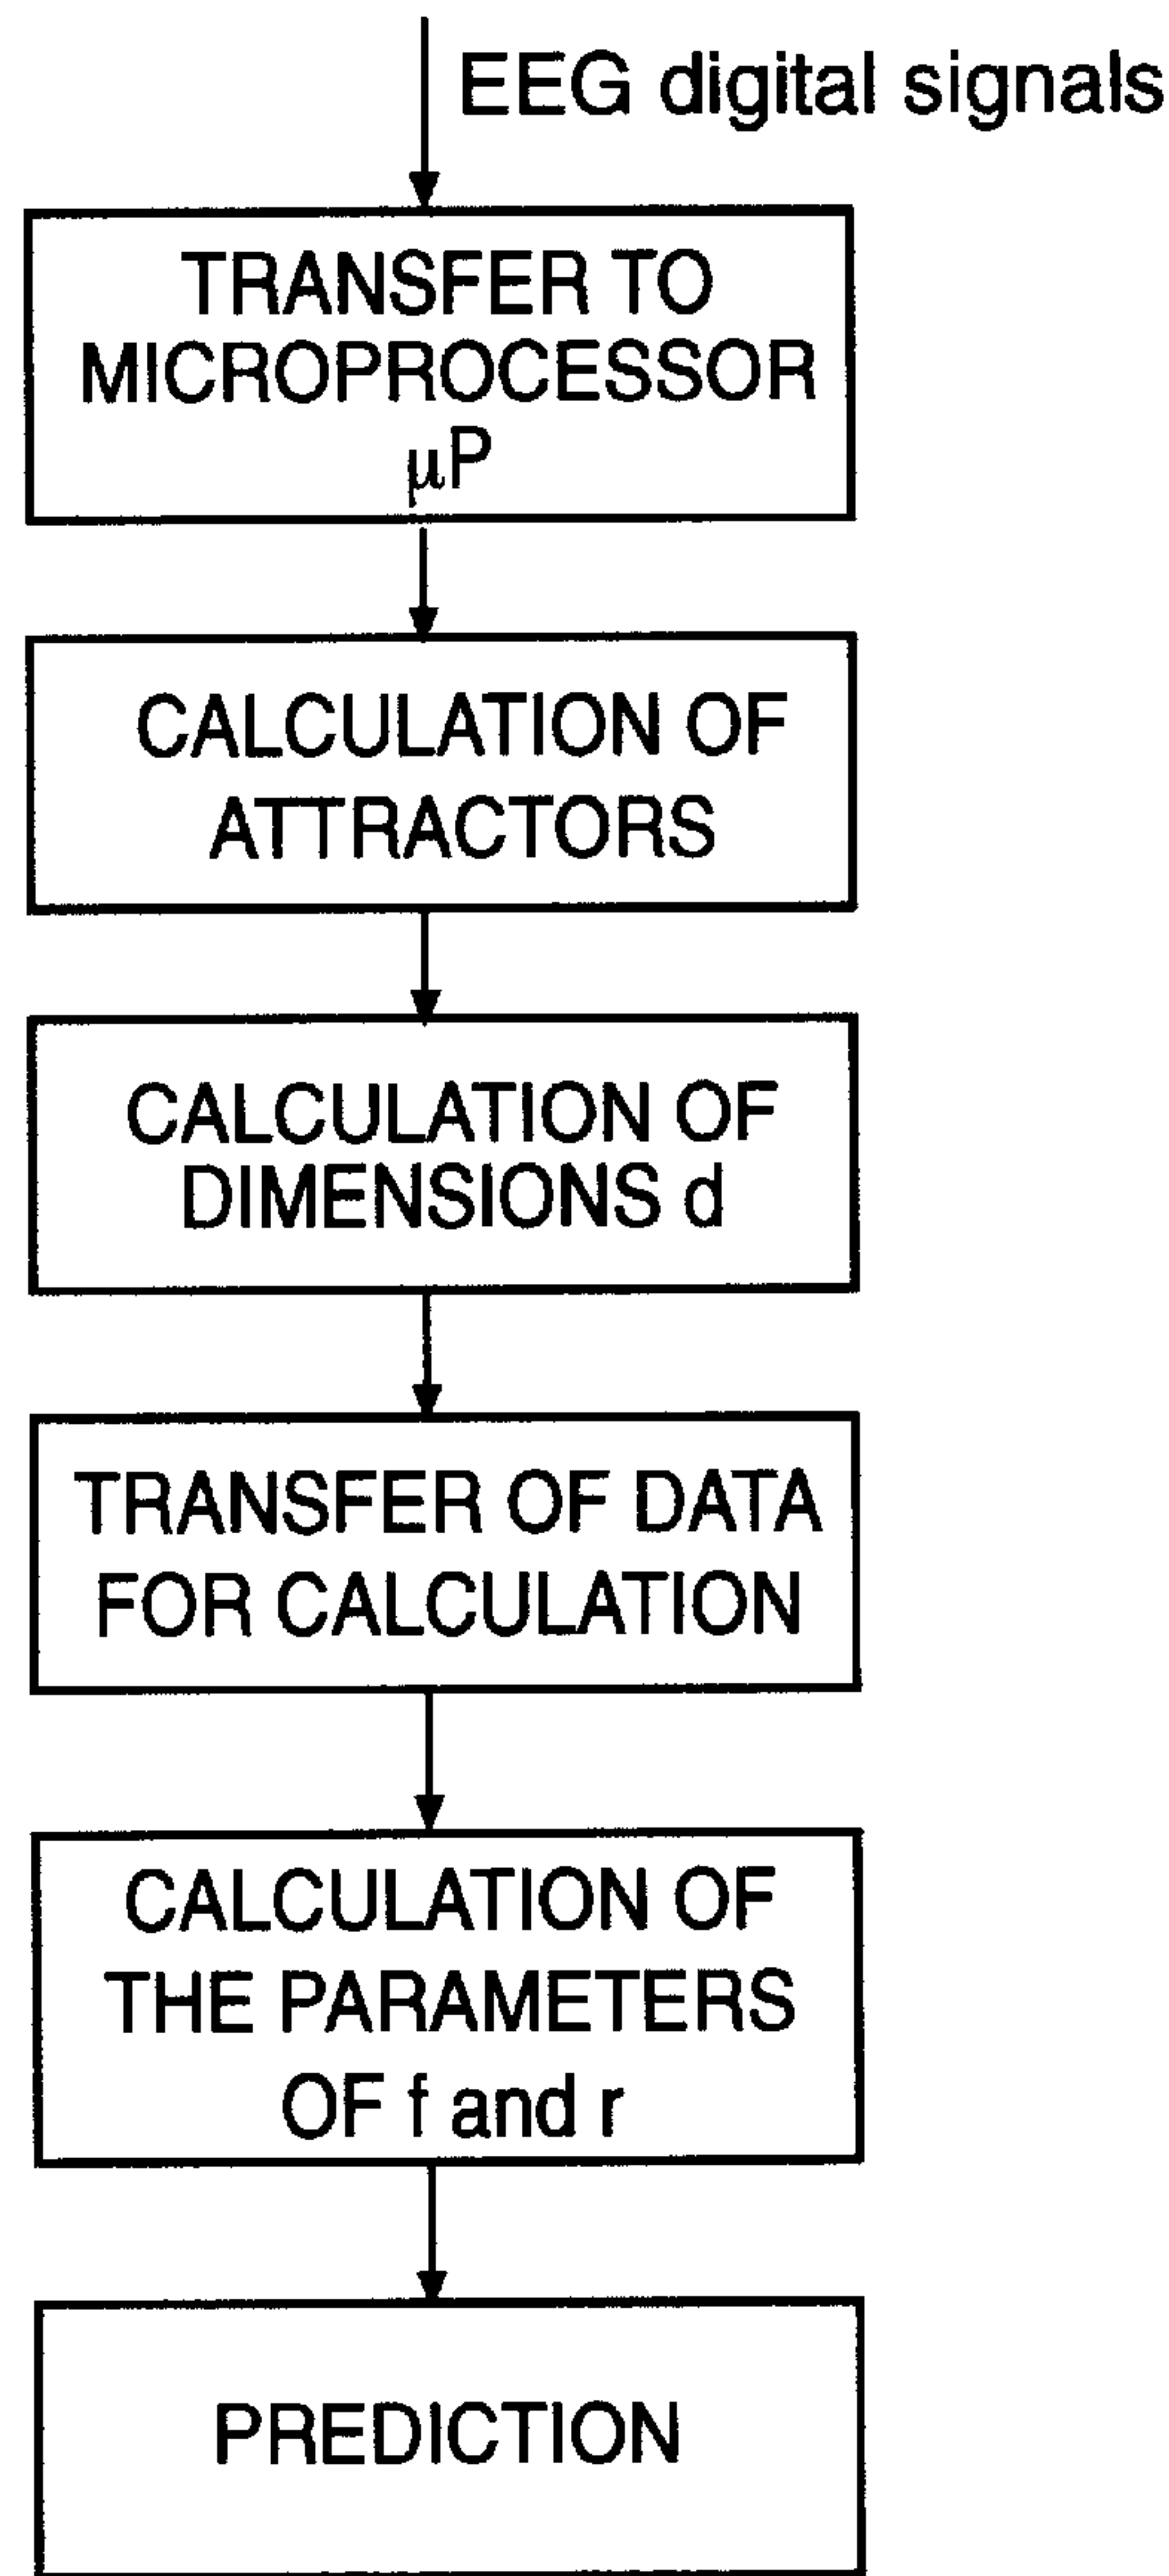 EEG digital signals
TRANSFER TO
MICROPROCESSOR
μP
CALCULATION OF
ATTRACTORS
CALCULATION OF
DIMENSIONS d
TRANSFER OF DATA
FOR CALCULATION
CALCULATION OF
THE PARAMETERS
OF f and r
PREDICTION